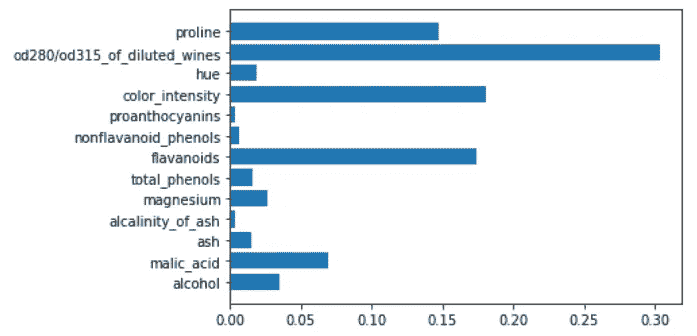 proline
od280/od315_of_diluted_wines
hue
color_intensity
proanthocyanins
nonflavanoid_phenols
flavanoids
total_phenols
magnesium
alcalinity_of_ash
ash
malic_acid
alcohol
0.00 0.05 0.10 0.15 0.20 0.25 0.30